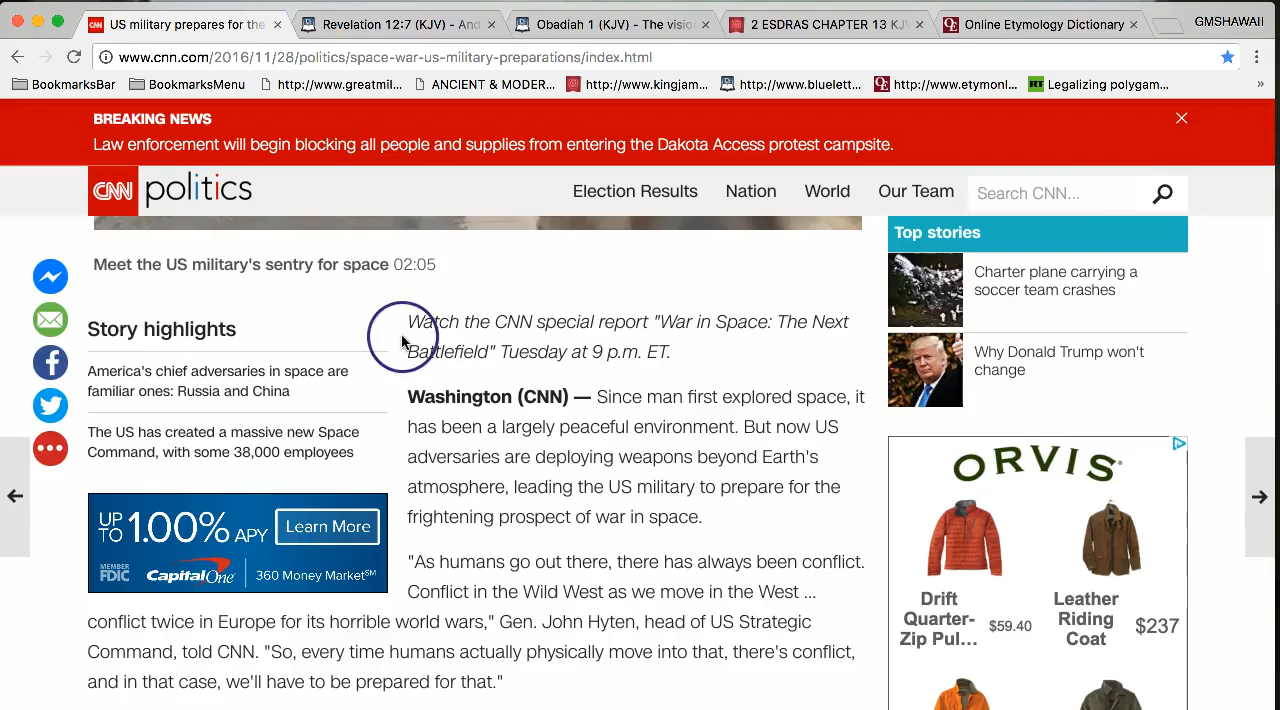 US military prepares for the
Revelation 12:7 (KJV) - And
Obadiah 1 (KJV) - The visio
2 ESDRAS CHAPTER 13 KJV
Online Etymology Dictionary
GMSHAWAII
www.cnn.com/2016/11/28/politics/space-war-us-military-preparations/index.html
BookmarksBar
BookmarksMenu
http://www.greatmil...
ANCIENT & MODER...
http://www.kingjam...
http://www.bluelett...
OE
http://www.etymonl...
RT
Legalizing polygam...
»
BREAKING NEWS
Law enforcement will begin blocking all people and supplies from entering the Dakota Access protest campsite.
CNN politics
Election Results
Nation
World
Our Team
Search CNN...
Meet the US military's sentry for space 02:05
Story highlights
America's chief adversaries in space are
familiar ones: Russia and China
The US has created a massive new Space
Command, with some 38,000 employees
UP TO 1.00% APY
Learn More
MEMBER FDIC
Capital One
360 Money Market℠
Watch the CNN special report "War in Space: The Next
Battlefield" Tuesday at 9 p.m. ET.
Washington (CNN) — Since man first explored space, it
has been a largely peaceful environment. But now US
adversaries are deploying weapons beyond Earth's
atmosphere, leading the US military to prepare for the
frightening prospect of war in space.
"As humans go out there, there has always been conflict.
Conflict in the Wild West as we move in the West ...
conflict twice in Europe for its horrible world wars," Gen. John Hyten, head of US Strategic
Command, told CNN. "So, every time humans actually physically move into that, there's conflict,
and in that case, we'll have to be prepared for that."
Top stories
Charter plane carrying a
soccer team crashes
Why Donald Trump won't
change
ORVIS
Drift
Quarter-
Zip Pul...
$59.40
Leather
Riding
Coat
$237